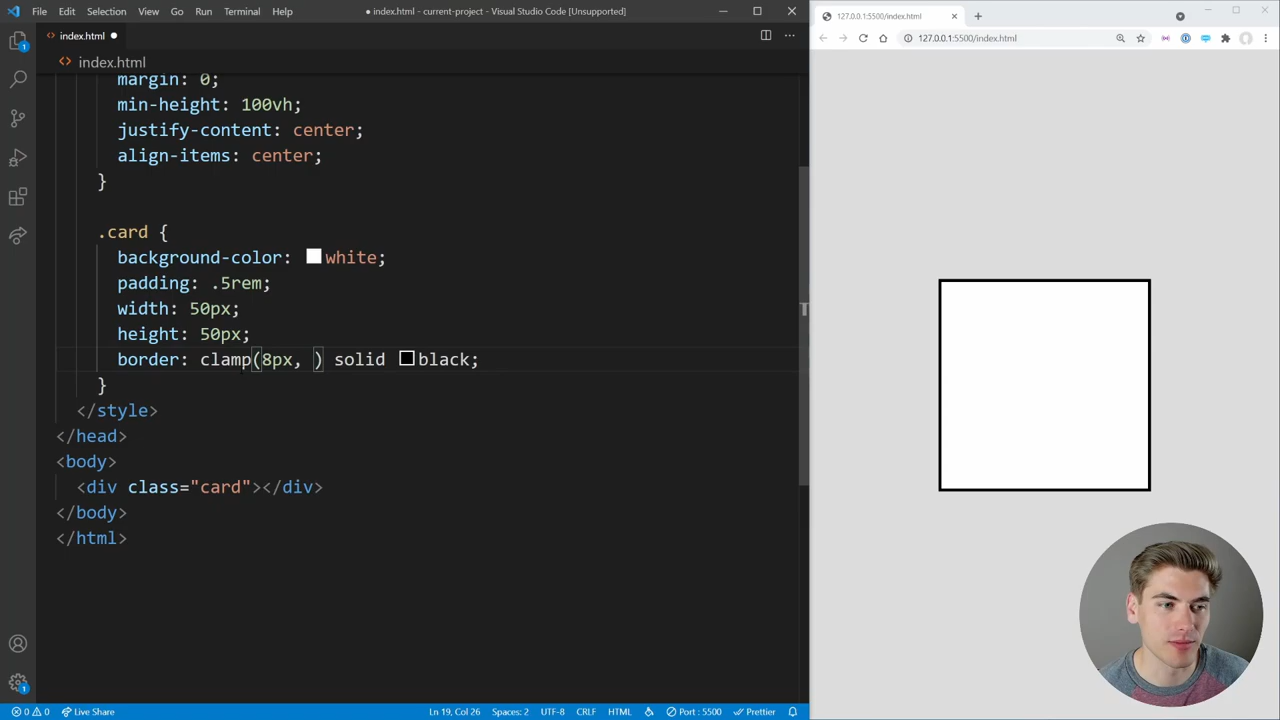 File Edit Selection View Go Run Terminal Help
● index.html - current-project - Visual Studio Code [Unsupported]
127.0.0.1:5500/index.html
index.html
127.0.0.1:5500/index.html
index.html
margin: 0;
min-height: 100vh;
justify-content: center;
align-items: center;
}
.card {
background-color: white;
padding: .5rem;
width: 50px;
height: 50px;
border: clamp(8px, ) solid black;
}
</style>
</head>
<body>
<div class="card"></div>
</body>
</html>
0 0 Live Share Ln 19, Col 26 Spaces: 2 UTF-8 CRLF HTML Port : 5500 Prettier